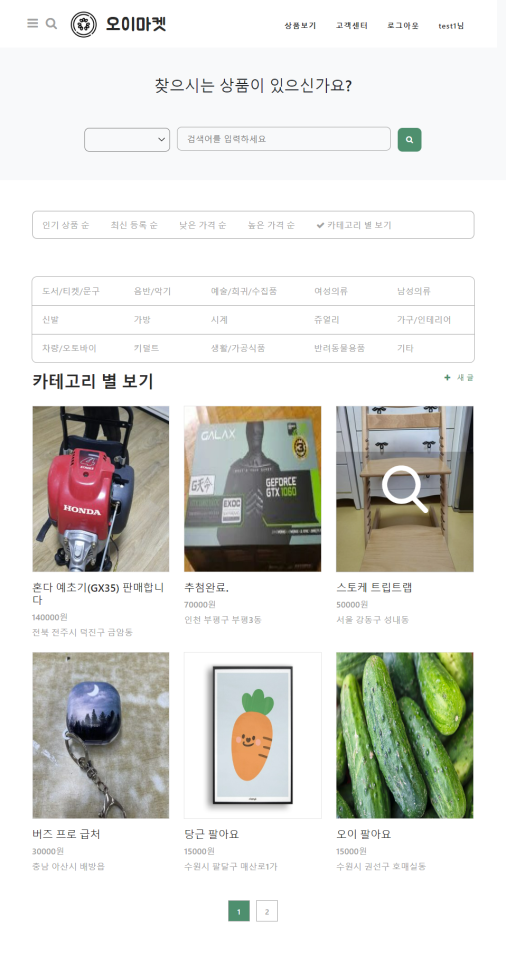 오이마켓
상품보기 고객센터 로그아웃 test1님
찾으시는 상품이 있으신가요?
검색어를 입력하세요
인기 상품 순 최신 등록 순 낮은 가격 순 높은 가격 순 ✔ 카테고리 별 보기
도서/티켓/문구 음반/악기 예술/희귀/수집품 여성의류 남성의류
신발 가방 시계 쥬얼리 가구/인테리어
차량/오토바이 키덜트 생활/가공식품 반려동물용품 기타
카테고리 별 보기
+ 새 글
HONDA
GALAX
GEFORCE
GTX 1060
EXOC
혼다 예초기(GX35) 판매합니
다
140000원
전북 전주시 덕진구 금암동
추첨완료.
70000원
인천 부평구 부평3동
스토케 트립트랩
50000원
서울 강동구 성내동
버즈 프로 급처
30000원
충남 아산시 배방읍
당근 팔아요
15000원
수원시 팔달구 매산로1가
오이 팔아요
15000원
수원시 권선구 호매실동
1 2